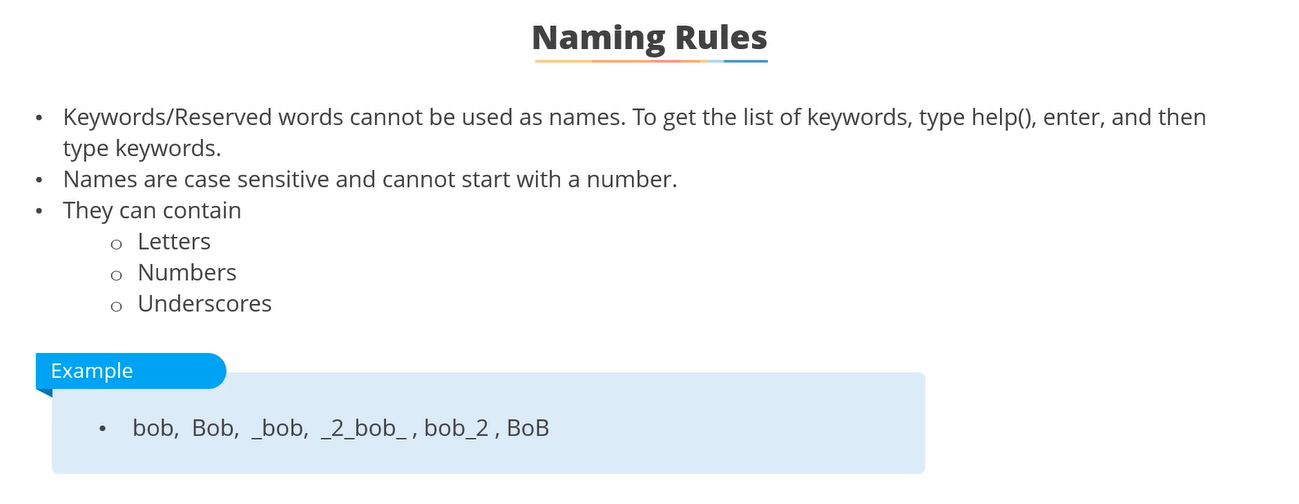 Naming Rules
• Keywords/Reserved words cannot be used as names. To get the list of keywords, type help(), enter, and then
type keywords.
• Names are case sensitive and cannot start with a number.
• They can contain
o Letters
o Numbers
o Underscores
Example
• bob, Bob, _bob, _2_bob_ , bob_2 , BoB